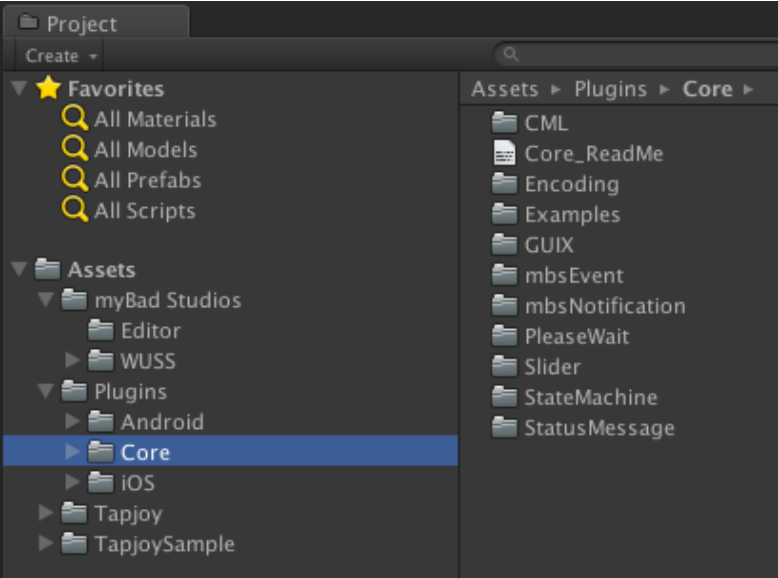 Project
Create
Favorites
All Materials
All Models
All Prefabs
All Scripts
Assets
myBad Studios
Editor
WUSS
Plugins
Android
Core
iOS
Tapjoy
TapjoySample
Assets Plugins Core
CML
Core_ReadMe
Encoding
Examples
GUIX
mbsEvent
mbsNotification
PleaseWait
Slider
StateMachine
StatusMessage